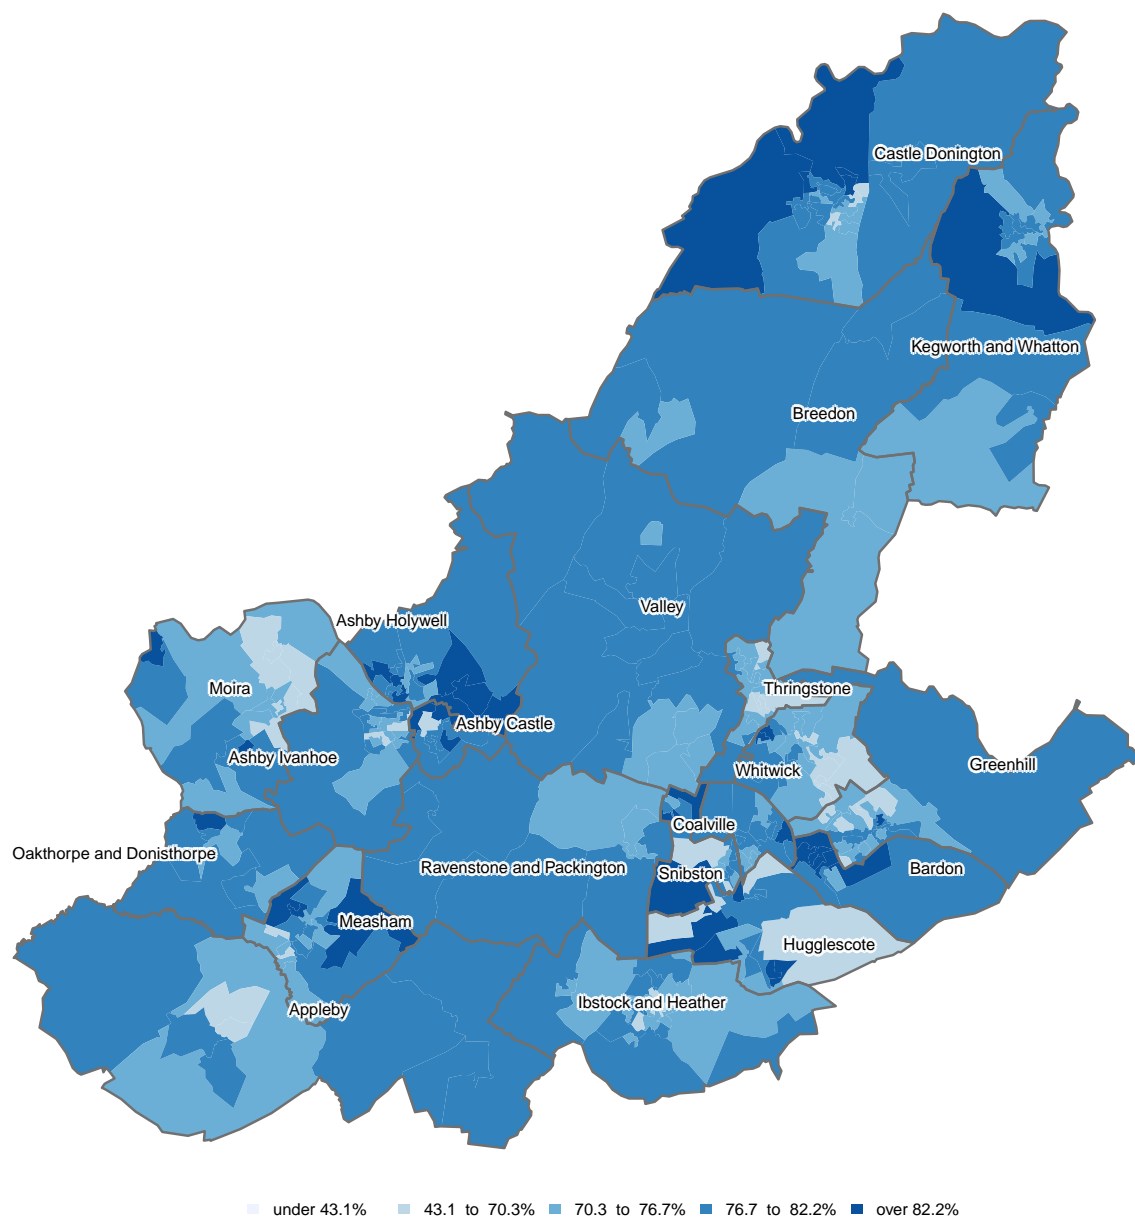 Castle Donington
Kegworth and Whatton
Breedon
Valley
Ashby Holywell
Moira
Thringstone
Ashby Castle
Ashby Ivanhoe
Whitwick
Greenhill
Coalville
Oakthorpe and Donisthorpe
Ravenstone and Packington
Snibston
Bardon
Measham
Hugglescote
Ibstock and Heather
Appleby
under 43.1% 43.1 to 70.3% 70.3 to 76.7% 76.7 to 82.2% over 82.2%